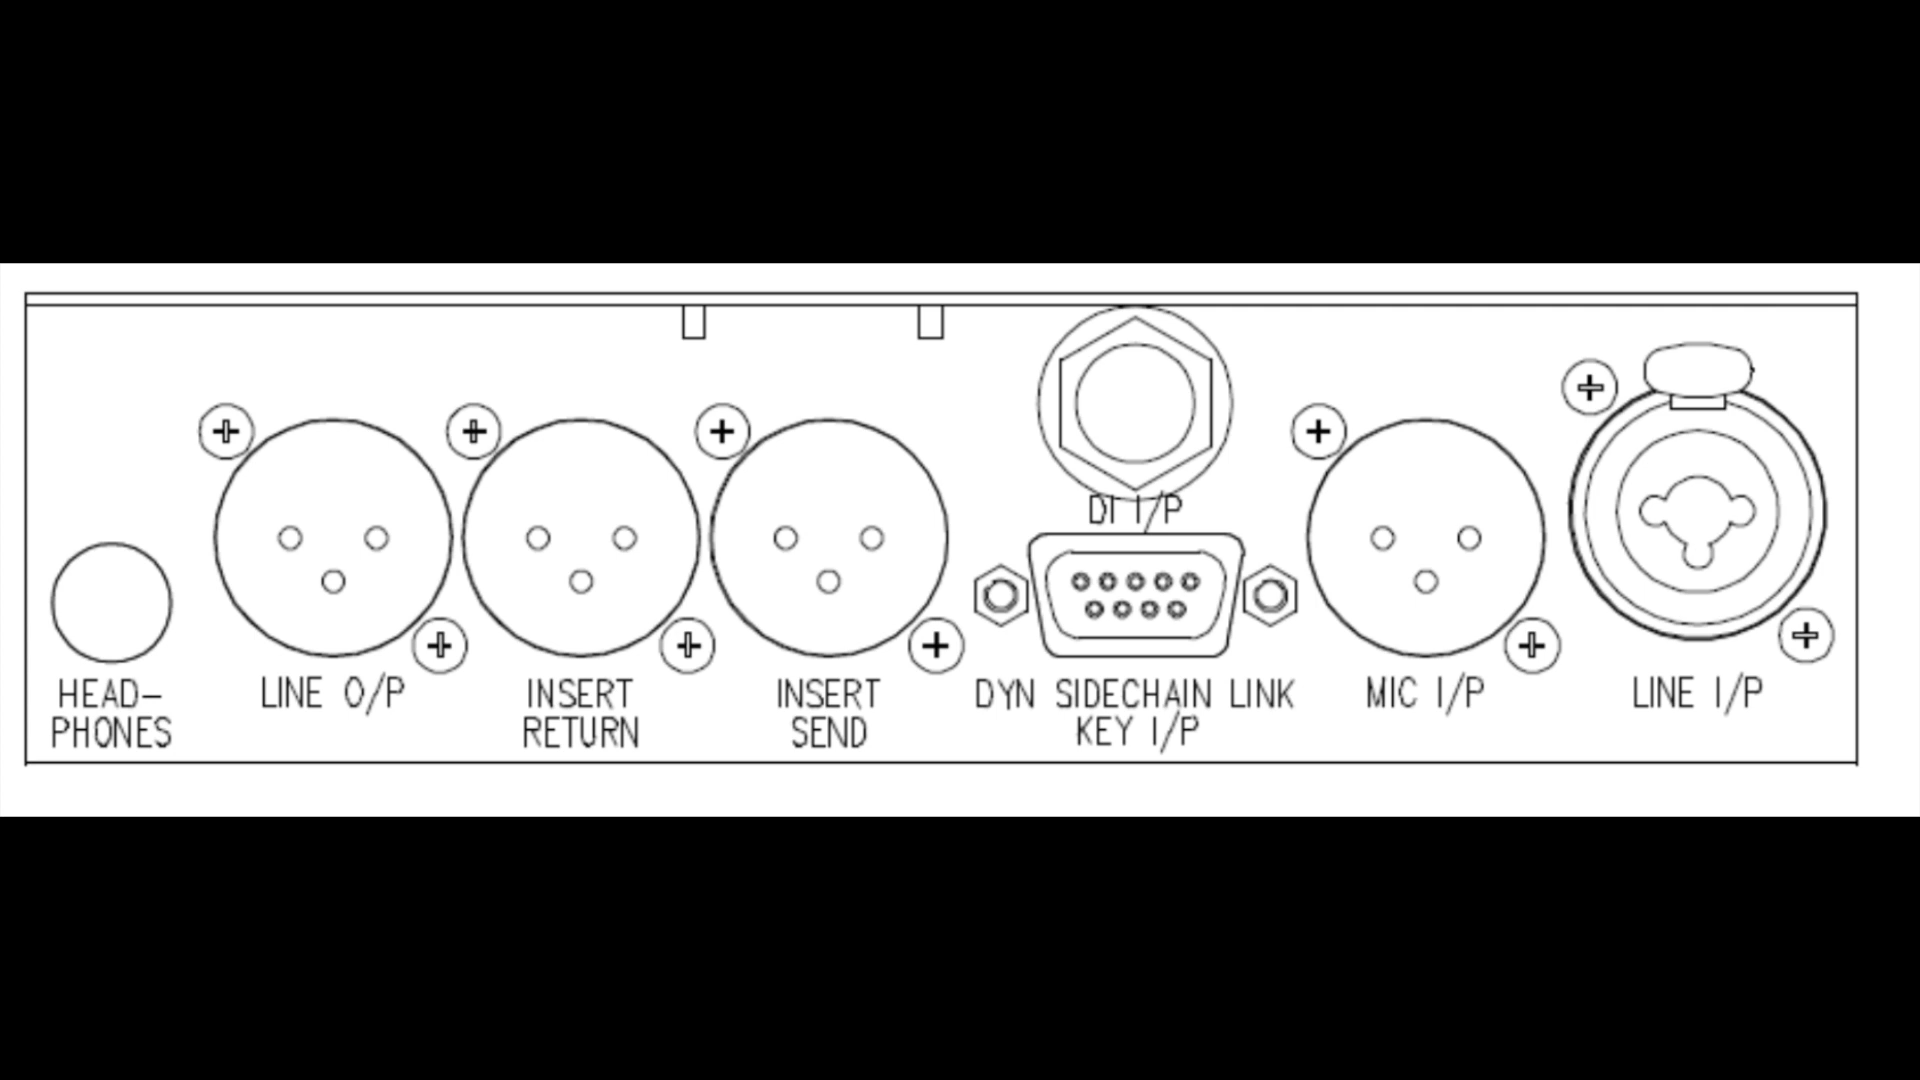 DI I/P
HEAD-
PHONES
LINE O/P
INSERT
RETURN
INSERT
SEND
DYN SIDECHAIN LINK
KEY I/P
MIC I/P
LINE I/P